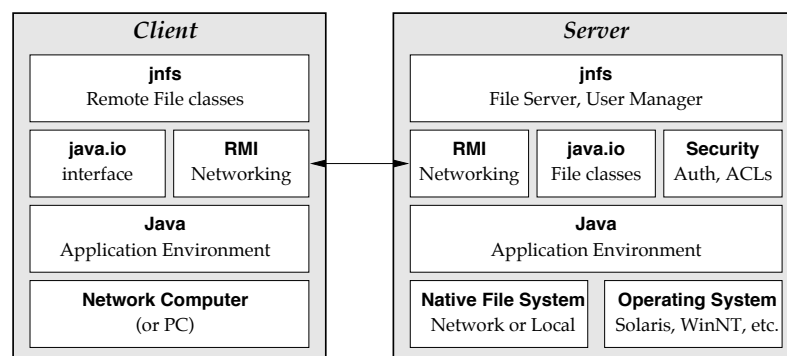 Client
jnfs
Remote File classes
java.io
interface
RMI
Networking
Java
Application Environment
Network Computer
(or PC)
Server
jnfs
File Server, User Manager
RMI
Networking
java.io
File classes
Security
Auth, ACLs
Java
Application Environment
Native File System
Network or Local
Operating System
Solaris, WinNT, etc.